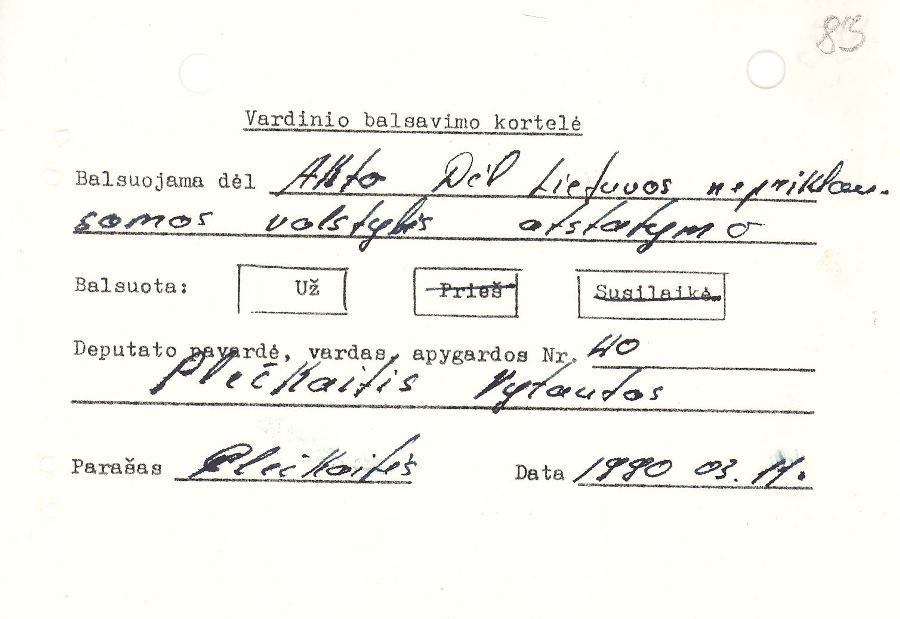 83
Vardinio balsavimo kortelė
Balsuojama dėl Akto Dėl Lietuvos nepriklau-
somos valstybės atstatymo
Balsuota: Už Prieš Susilaikė
Deputato pavardė, vardas, apygardos Nr. 40
Plečkaitis Vytautas
Parašas Plečkaitis Data 1990 03. 11.